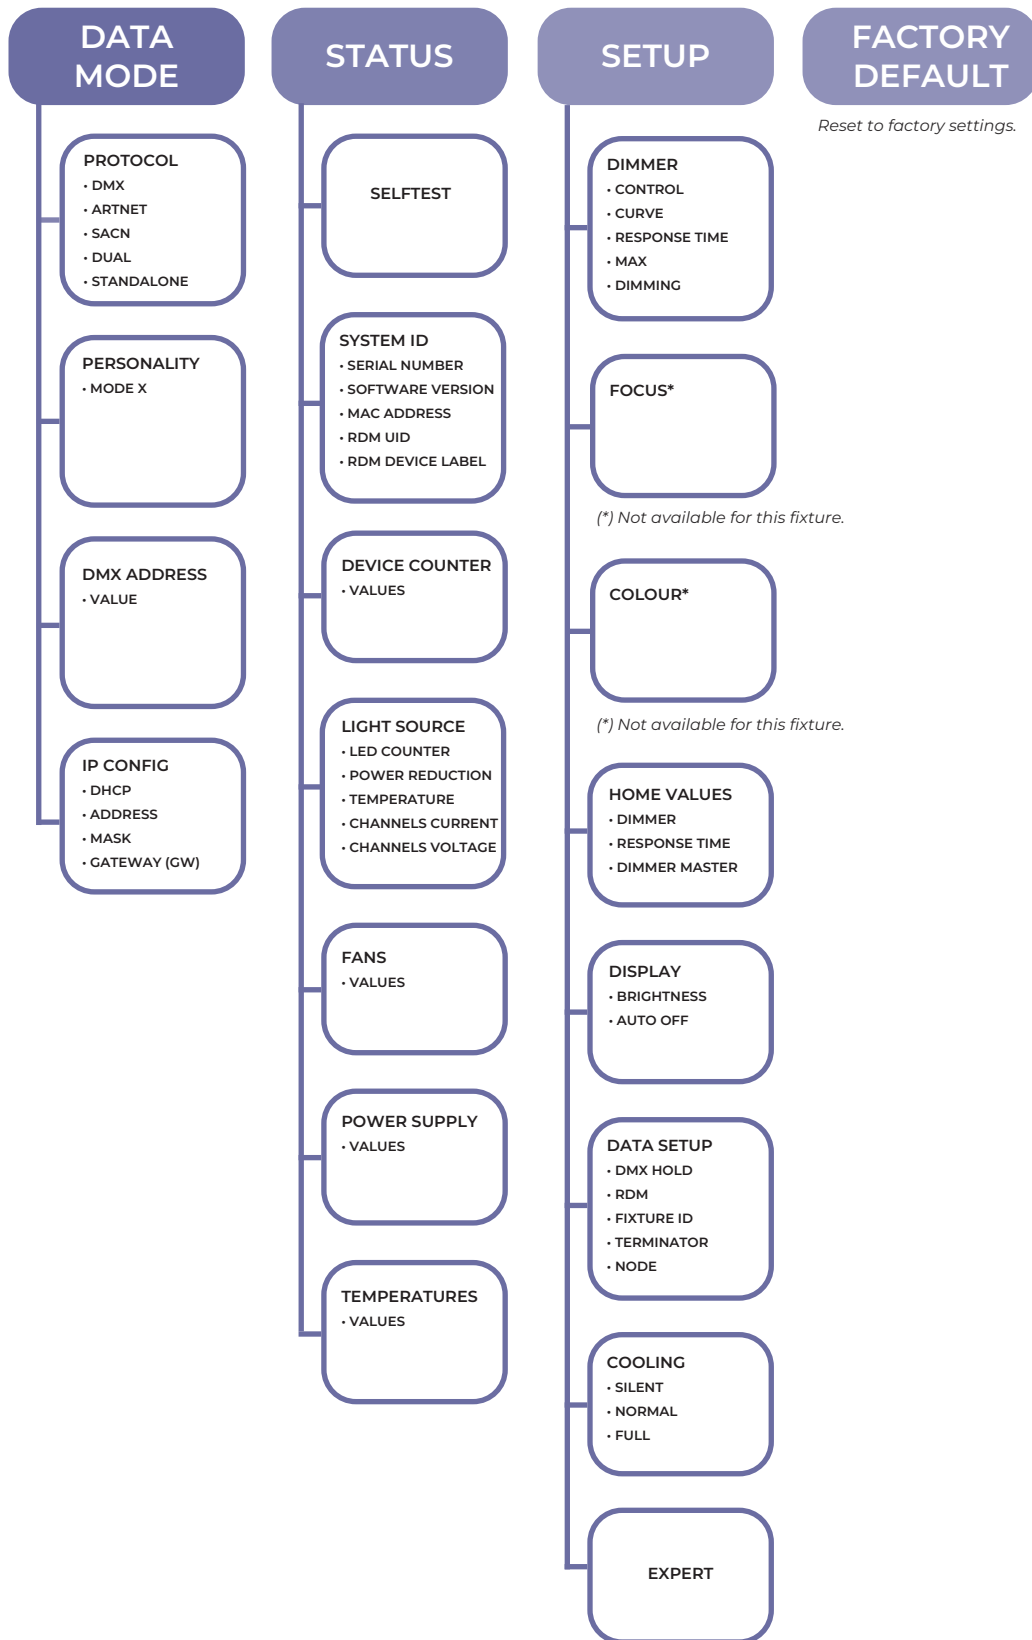 DATA
MODE
PROTOCOL
• DMX
• ARTNET
• SACN
• DUAL
• STANDALONE
PERSONALITY
• MODE X
DMX ADDRESS
• VALUE
IP CONFIG
• DHCP
• ADDRESS
• MASK
• GATEWAY (GW)
STATUS
SELFTEST
SYSTEM ID
• SERIAL NUMBER
• SOFTWARE VERSION
• MAC ADDRESS
• RDM UID
• RDM DEVICE LABEL
DEVICE COUNTER
• VALUES
LIGHT SOURCE
• LED COUNTER
• POWER REDUCTION
• TEMPERATURE
• CHANNELS CURRENT
• CHANNELS VOLTAGE
FANS
• VALUES
POWER SUPPLY
• VALUES
TEMPERATURES
• VALUES
SETUP
DIMMER
• CONTROL
• CURVE
• RESPONSE TIME
• MAX
• DIMMING
FOCUS*
(*) Not available for this fixture.
COLOUR*
(*) Not available for this fixture.
HOME VALUES
• DIMMER
• RESPONSE TIME
• DIMMER MASTER
DISPLAY
• BRIGHTNESS
• AUTO OFF
DATA SETUP
• DMX HOLD
• RDM
• FIXTURE ID
• TERMINATOR
• NODE
COOLING
• SILENT
• NORMAL
• FULL
EXPERT
FACTORY
DEFAULT
Reset to factory settings.